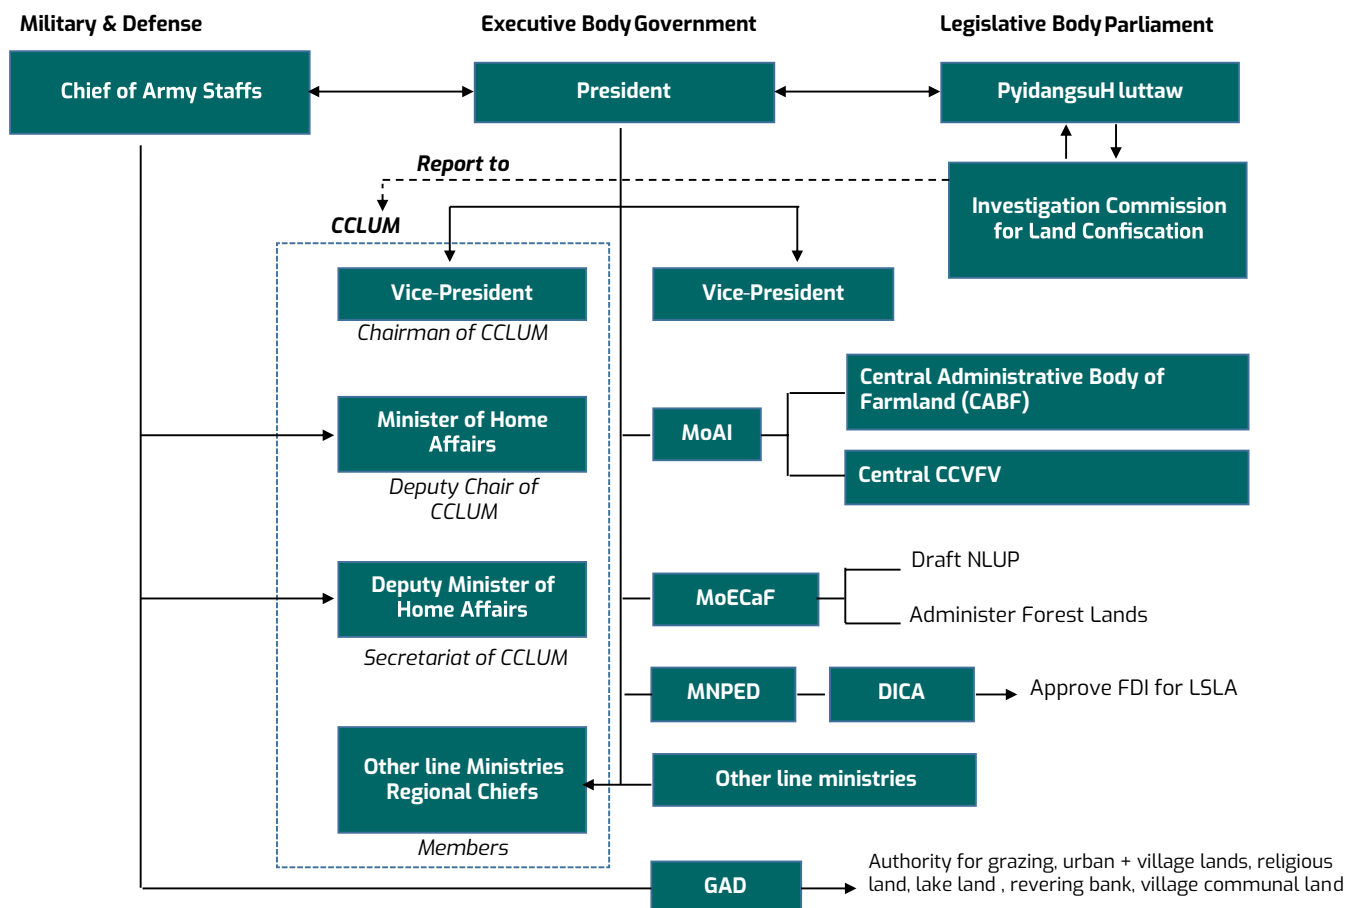 Military & Defense
Executive Body Government
Legislative Body Parliament
Chief of Army Staffs
President
PyidangsuH luttaw
Report to
CCLUM
Investigation Commission
for Land Confiscation
Vice-President
Chairman of CCLUM
Vice-President
Minister of Home
Affairs
Deputy Chair of
CCLUM
MoAI
Central Administrative Body of
Farmland (CABF)
Central CCVFV
Deputy Minister of
Home Affairs
Secretariat of CCLUM
MoECaF
Draft NLUP
Administer Forest Lands
MNPED
DICA
Approve FDI for LSLA
Other line Ministries
Regional Chiefs
Members
Other line ministries
GAD
Authority for grazing, urban + village lands, religious
land, lake land , revering bank, village communal land